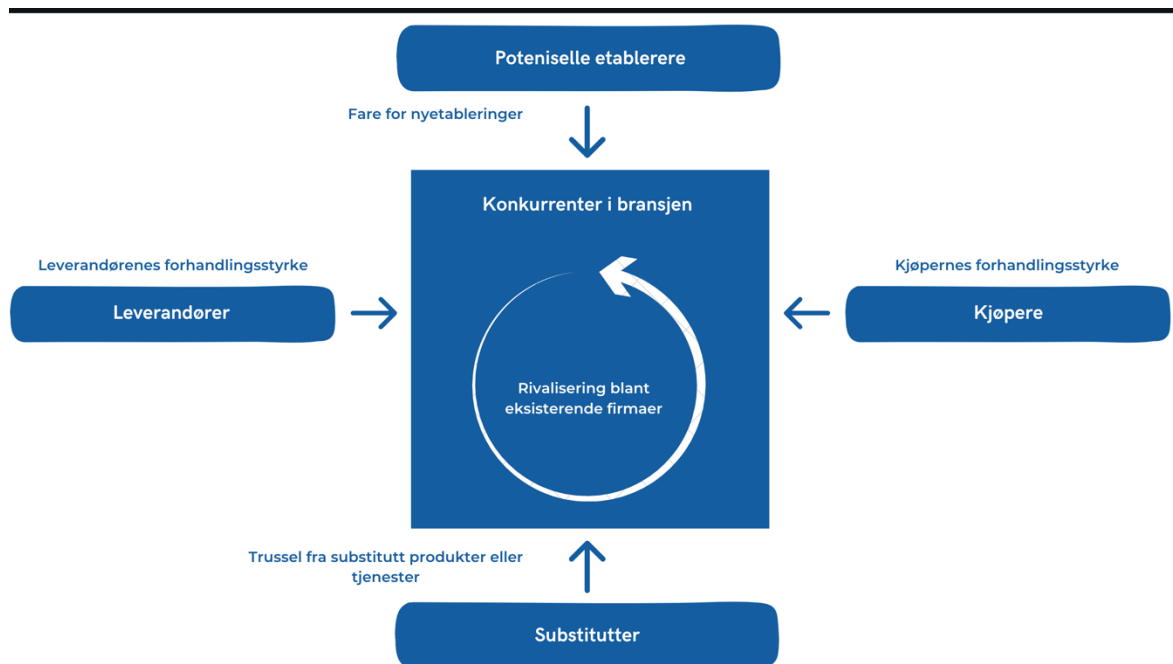 Poteniselle etablerere
Fare for nyetableringer
Konkurrenter i bransjen
Leverandørenes forhandlingsstyrke
Leverandører
Kjøpernes forhandlingsstyrke
Kjøpere
Rivalisering blant
eksisterende firmaer
Trussel fra substitutt produkter eller
tjenester
Substitutter